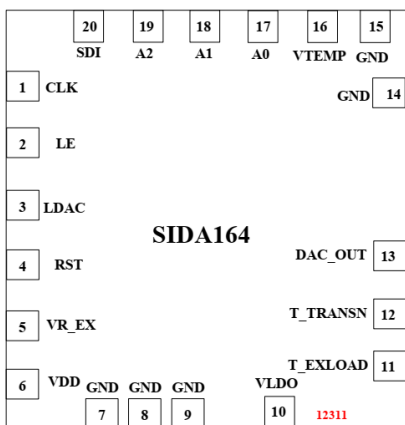 20 19 18 17 16 15
SDI A2 A1 A0 VTEMP GND
1 CLK
GND 14
2 LE
3 LDAC
SIDA164
DAC_OUT 13
4 RST
T_TRANSN 12
5 VR_EX
T_EXLOAD 11
6 VDD GND GND GND VLDO
7 8 9 10 12311